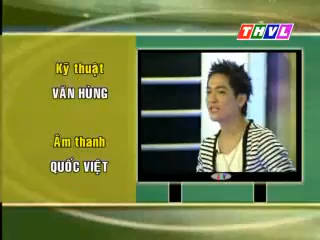 THVL
Kỹ thuật
VĂN HÙNG
Âm thanh
QUỐC VIỆT